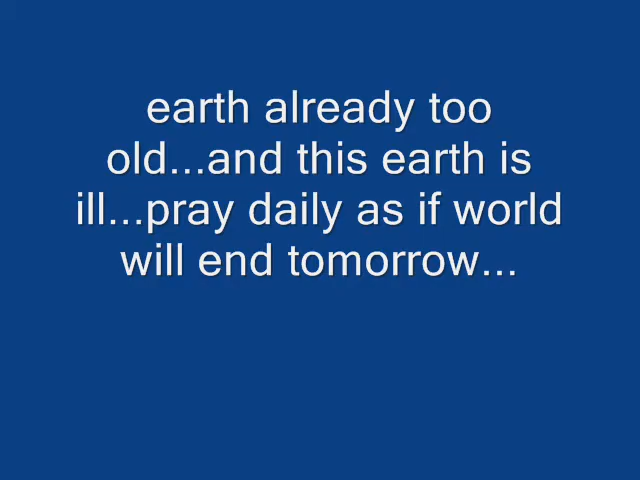 earth already too
old...and this earth is
ill...pray daily as if world
will end tomorrow...